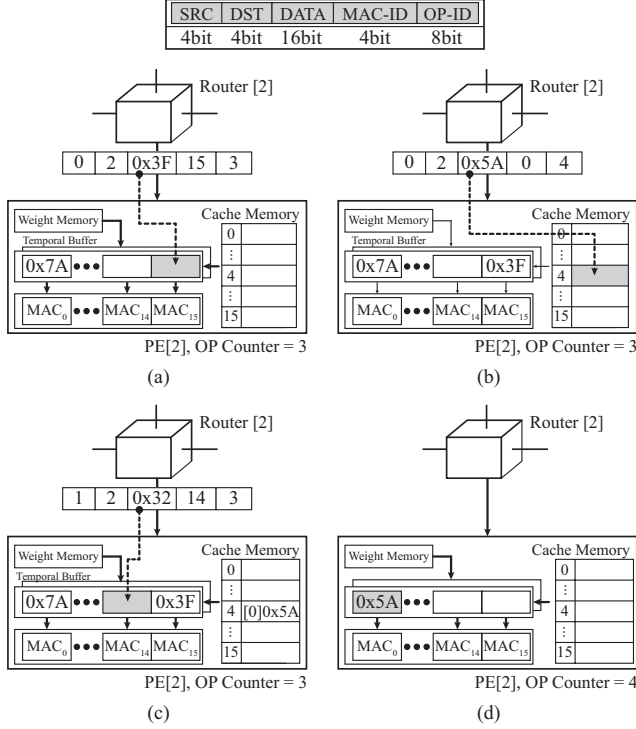 SRC DST DATA MAC-ID OP-ID
4bit 4bit 16bit 4bit 8bit
Router [2]
0 2 0x3F 15 3
Weight Memory
Temporal Buffer
Cache Memory
0
⋮
4
⋮
15
0x7A ●●●
MAC0 ●●● MAC14 MAC15
PE[2], OP Counter = 3
(a)
Router [2]
0 2 0x5A 0 4
Weight Memory
Temporal Buffer
Cache Memory
0
⋮
4
⋮
15
0x7A ●●● 0x3F
MAC0 ●●● MAC14 MAC15
PE[2], OP Counter = 3
(b)
Router [2]
1 2 0x32 14 3
Weight Memory
Temporal Buffer
Cache Memory
0
⋮
4 [0]0x5A
⋮
15
0x7A ●●● 0x3F
MAC0 ●●● MAC14 MAC15
PE[2], OP Counter = 3
(c)
Router [2]
Weight Memory
Cache Memory
0
⋮
4
⋮
15
0x5A ●●●
MAC0 ●●● MAC14 MAC15
PE[2], OP Counter = 4
(d)